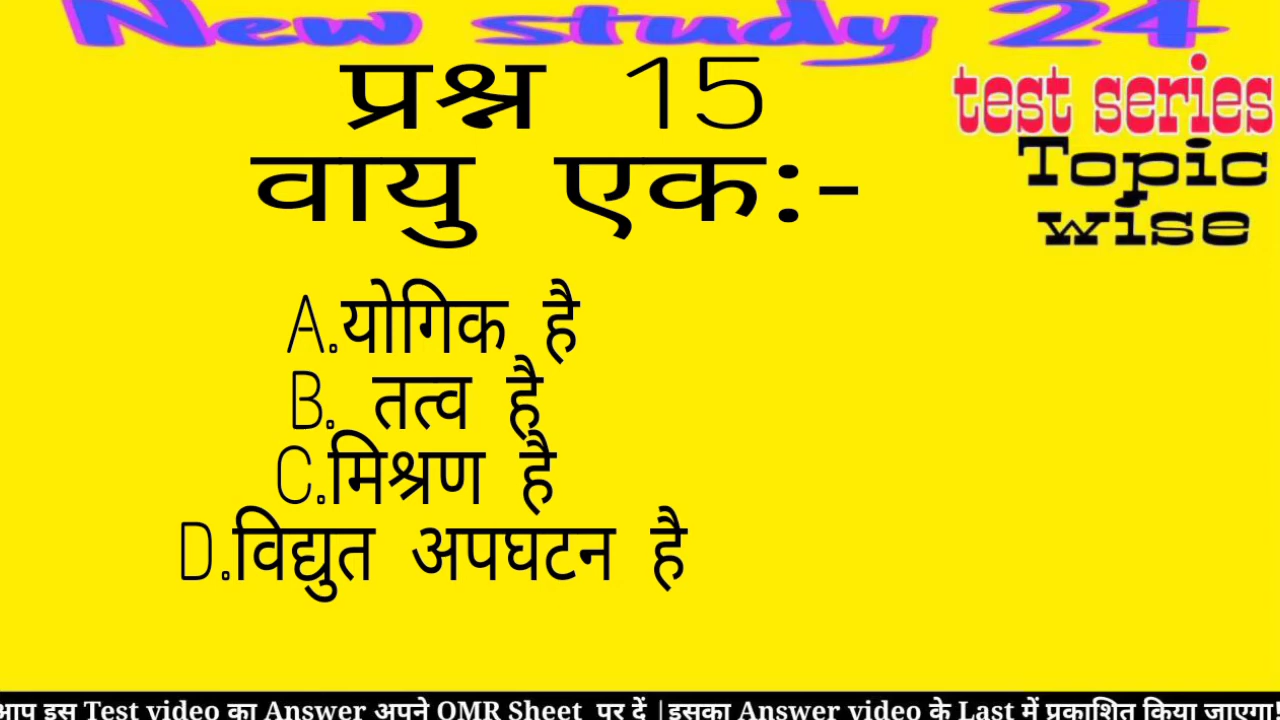 New study 24
test series
Topic
wise
प्रश्न 15
वायु एक:-
A.योगिक है
B. तत्व है
C.मिश्रण है
D.विद्युत अपघटन है
आप इस Test video का Answer अपने OMR Sheet पर दें |इसका Answer video के Last में प्रकाशित किया जाएगा